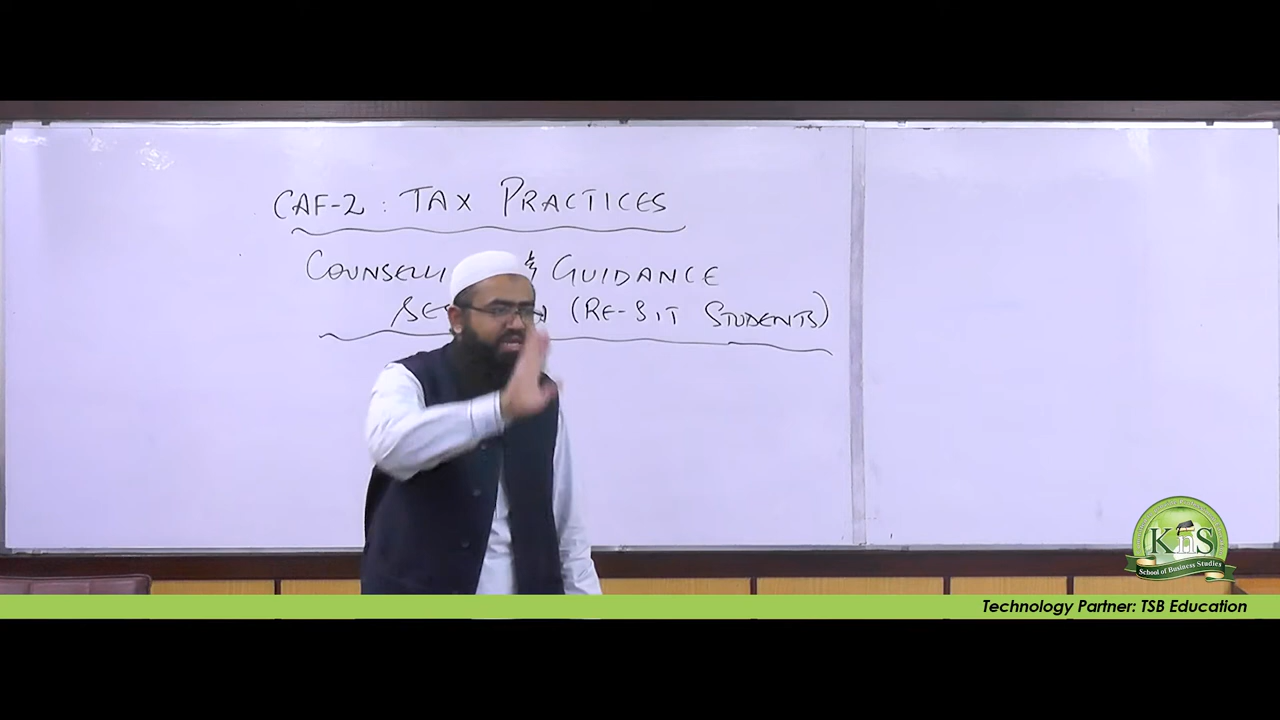 CAF-2: TAX PRACTICES
& GUIDANCE
(RE-SIT STUDENTS)
KnS
School of Business Studies
Technology Partner: TSB Education